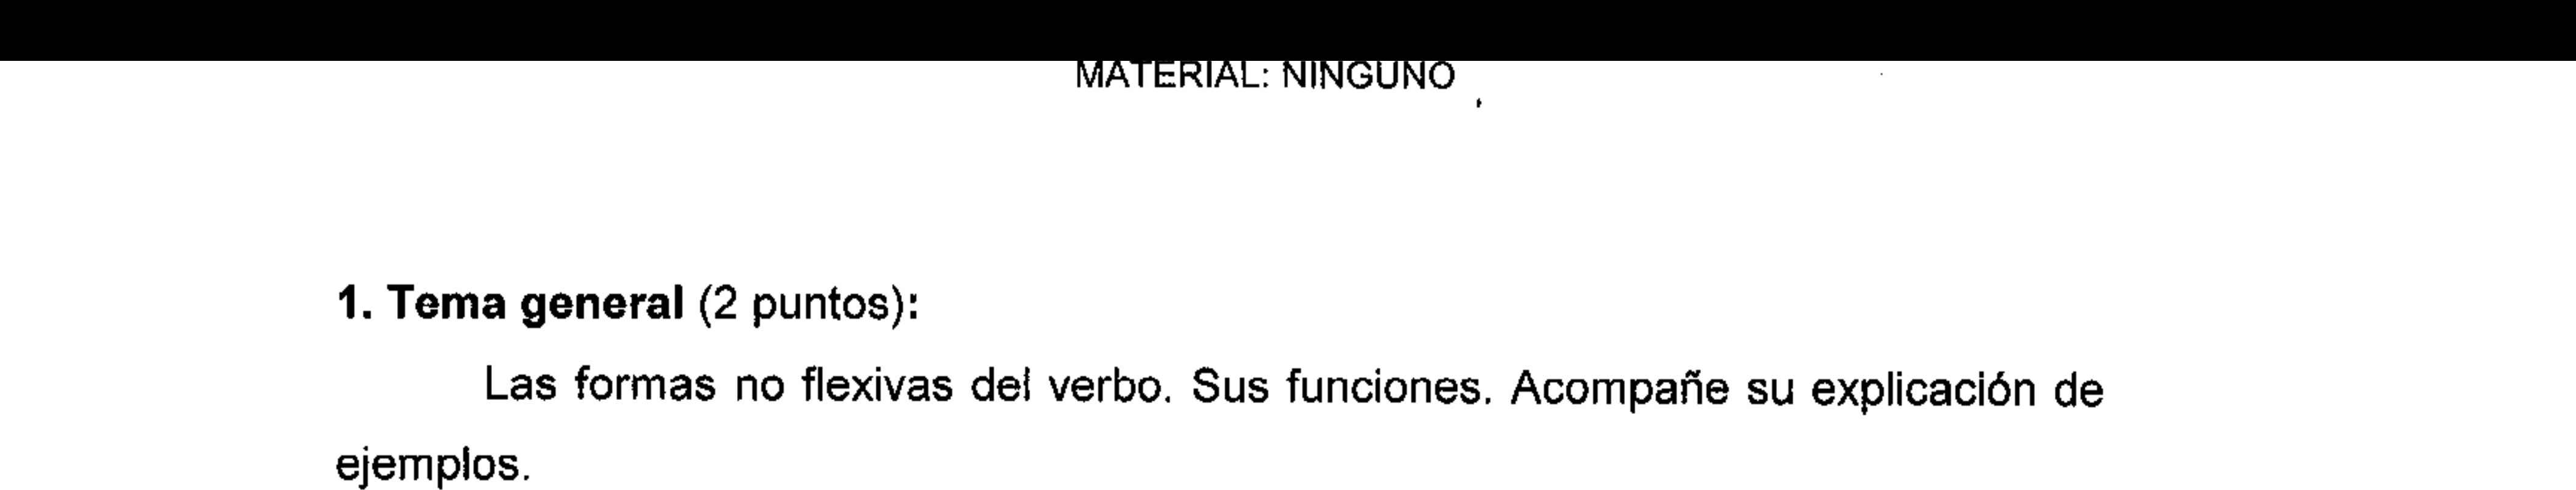 MATERIAL: NINGUNO
1. Tema general (2 puntos):
Las formas no flexivas del verbo. Sus funciones. Acompañe su explicación de
ejemplos.